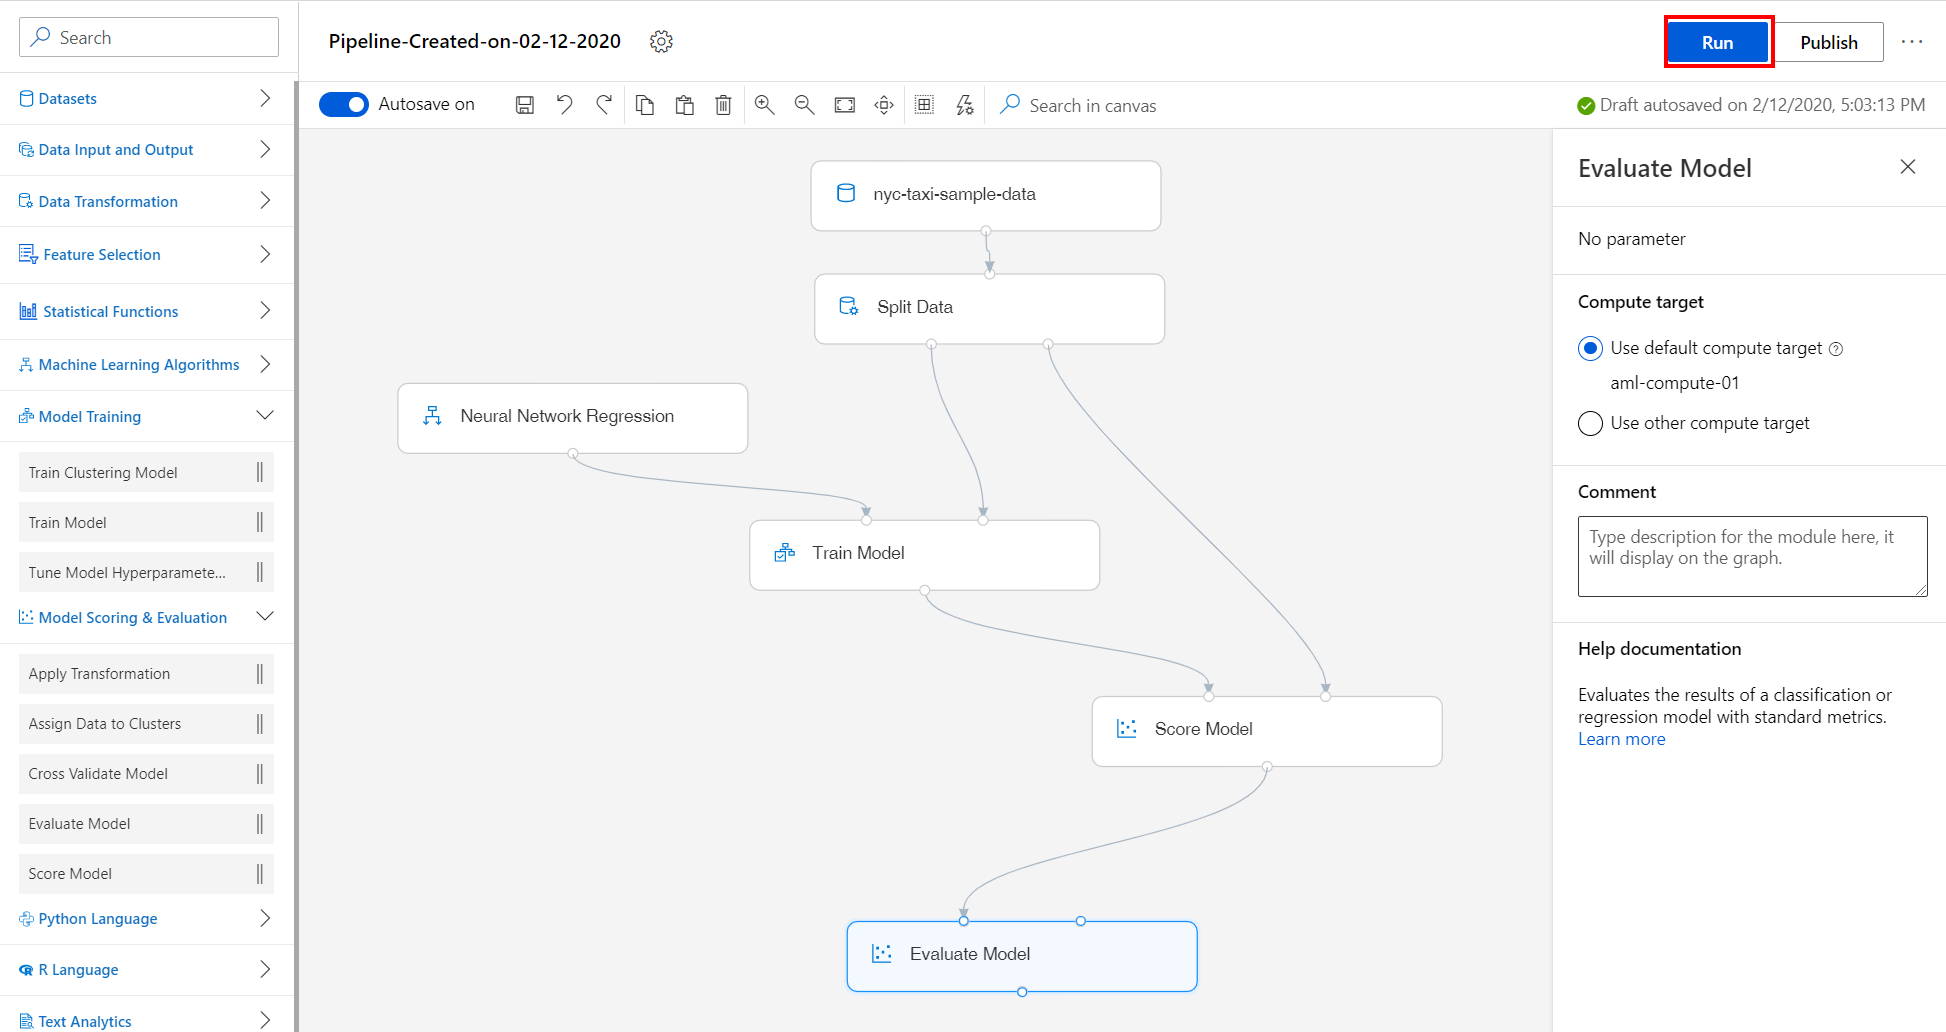 Search
Datasets
Data Input and Output
Data Transformation
Feature Selection
Statistical Functions
Machine Learning Algorithms
Model Training
Train Clustering Model
Train Model
Tune Model Hyperparamete...
Model Scoring & Evaluation
Apply Transformation
Assign Data to Clusters
Cross Validate Model
Evaluate Model
Score Model
Python Language
R Language
Text Analytics
Pipeline-Created-on-02-12-2020
Run
Publish
Autosave on
Search in canvas
Draft autosaved on 2/12/2020, 5:03:13 PM
nyc-taxi-sample-data
Split Data
Neural Network Regression
Train Model
Score Model
Evaluate Model
Evaluate Model
No parameter
Compute target
Use default compute target
aml-compute-01
Use other compute target
Comment
Type description for the module here, it
will display on the graph.
Help documentation
Evaluates the results of a classification or
regression model with standard metrics.
Learn more